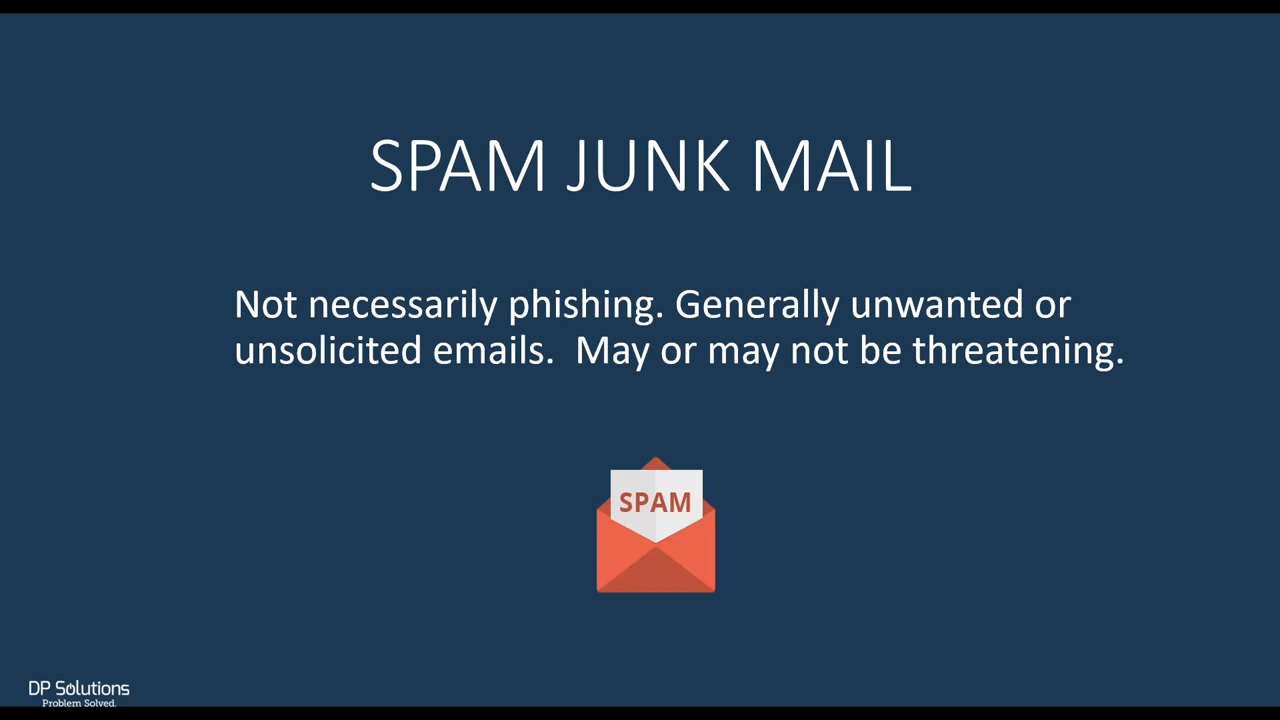 SPAM JUNK MAIL
Not necessarily phishing. Generally unwanted or
unsolicited emails.  May or may not be threatening.
SPAM
DP Solutions
Problem Solved.